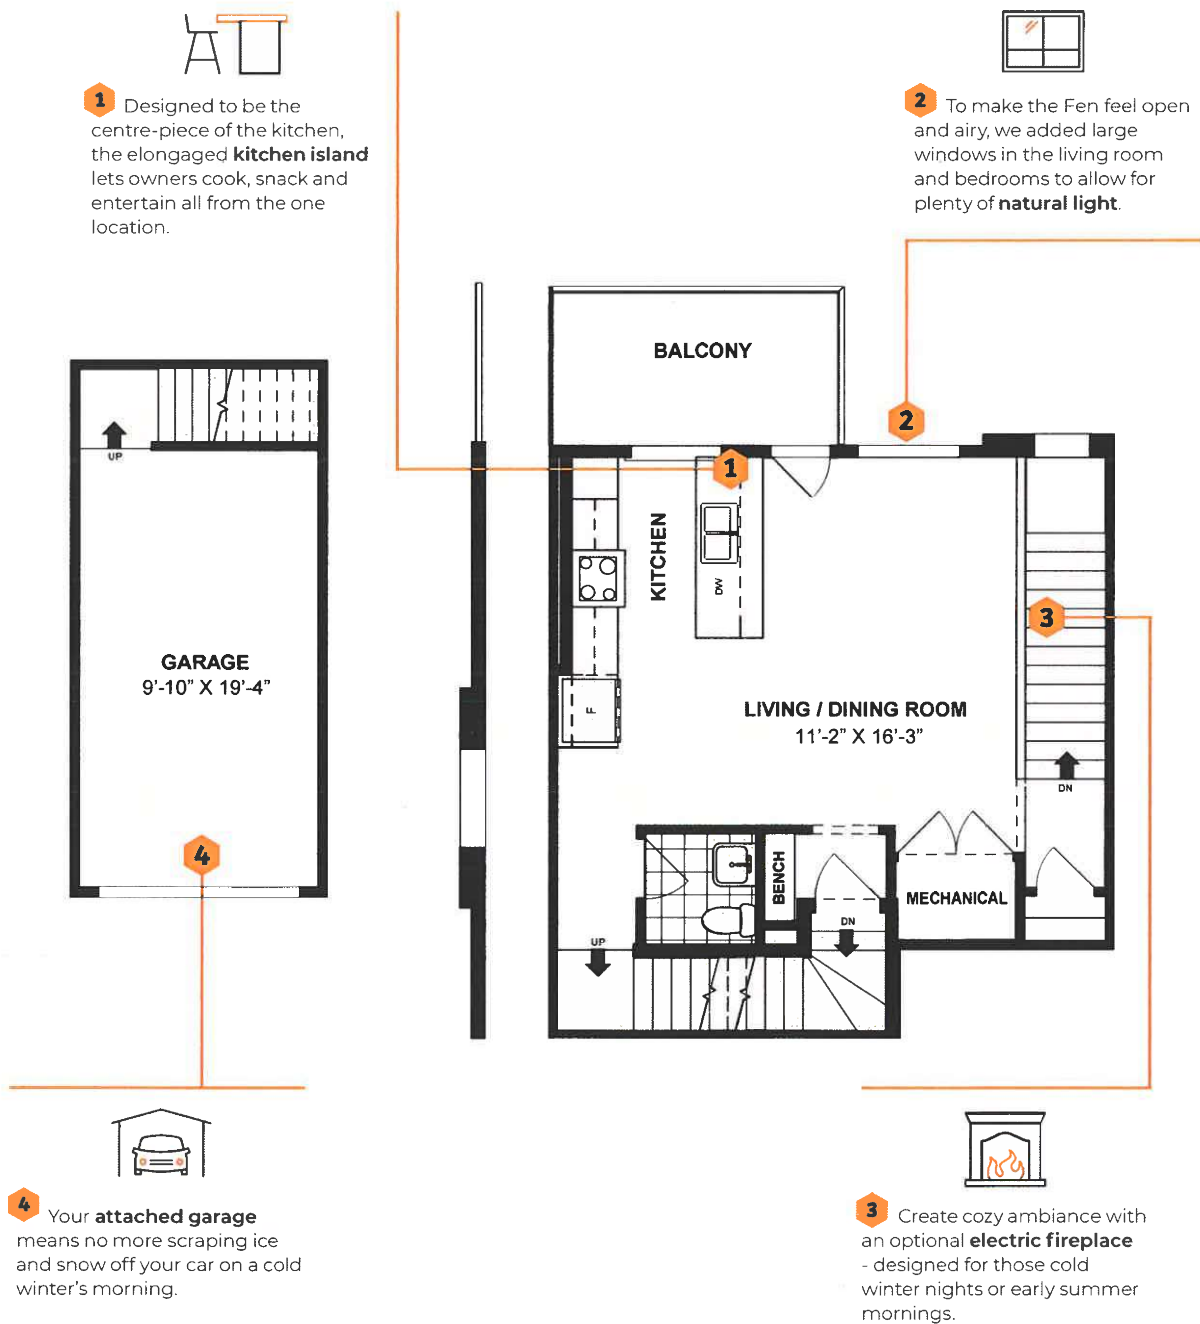 1 Designed to be the
centre-piece of the kitchen,
the elongaged kitchen island
lets owners cook, snack and
entertain all from the one
location.
2 To make the Fen feel open
and airy, we added large
windows in the living room
and bedrooms to allow for
plenty of natural light.
BALCONY
2
1
UP
KITCHEN
DW
3
GARAGE
9'-10" X 19'-4"
F
LIVING / DINING ROOM
11'-2" X 16'-3"
DN
4
BENCH
MECHANICAL
DN
UP
4 Your attached garage
means no more scraping ice
and snow off your car on a cold
winter's morning.
3 Create cozy ambiance with
an optional electric fireplace
- designed for those cold
winter nights or early summer
mornings.